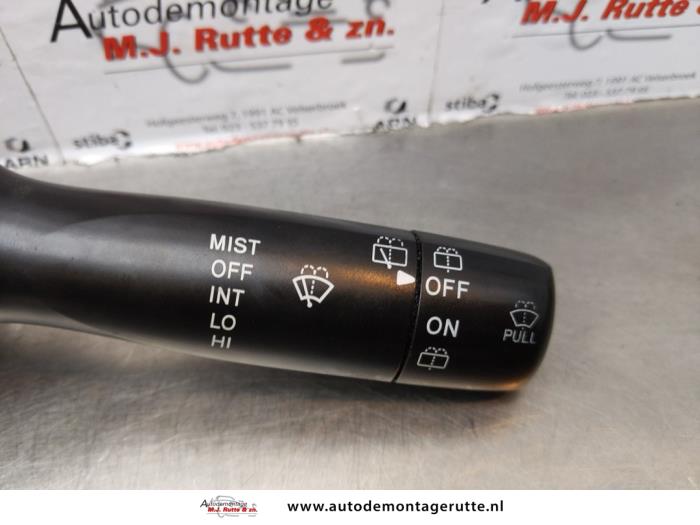 Autodemontage
M.J. Rutte & zn.
M.J. Rutte & zn.
stiba
stiba
ARN
ARN
MIST
OFF
INT
LO
HI
OFF
ON
PULL
Autodemontage
M.J. Rutte & zn.
www.autodemontagerutte.nl